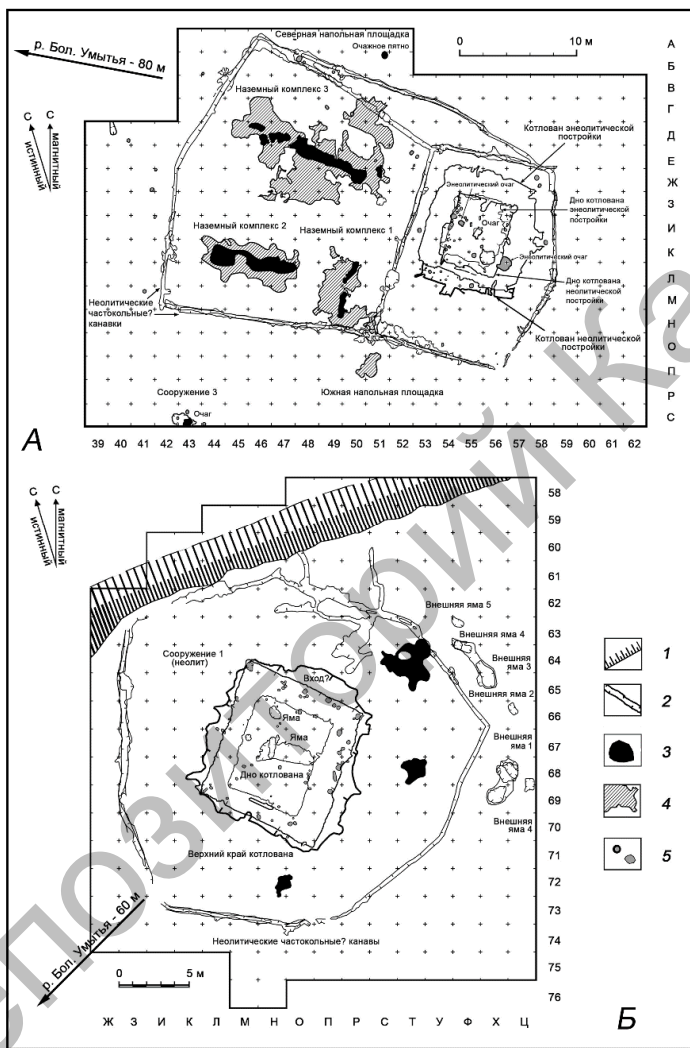 Северная напольная площадка
Очажное пятно
р. Бол. Умытья - 80 м
0 10 м
А
Б
В
Г
Д
Е
Ж
З
И
К
Л
М
Н
О
П
Р
С
С С
истинный
магнитный
Наземный комплекс 3
Котлован энеолитической
постройки
Энеолитический очаг
Дно котлована
энеолитической
постройки
Очаг
Наземный комплекс 2
Наземный комплекс 1
Энеолитический очаг
Дно котлована
неолитической
постройки
Неолитические
частокольные?
канавки
Котлован неолитической
постройки
Южная напольная площадка
Сооружение 3
Очаг
А
39 40 41 42 43 44 45 46 47 48 49 50 51 52 53 54 55 56 57 58 59 60 61 62
С С
истинный
магнитный
58
59
60
61
62
63
64
65
66
67
68
69
70
71
72
73
74
75
76
Внешняя яма 5
Внешняя яма 4
Внешняя
яма 3
Внешняя яма 2
Внешняя
яма 1
Внешняя
яма 4
Сооружение 1
(неолит)
Вход?
Яма
Яма
Дно котлована
Верхний край котлована
Неолитические частокольные? канавы
р. Бол. Умытья - 60 м
0 5 м
Ж З И К Л М Н О П Р С Т У Ф Х Ц
Б
1
2
3
4
5